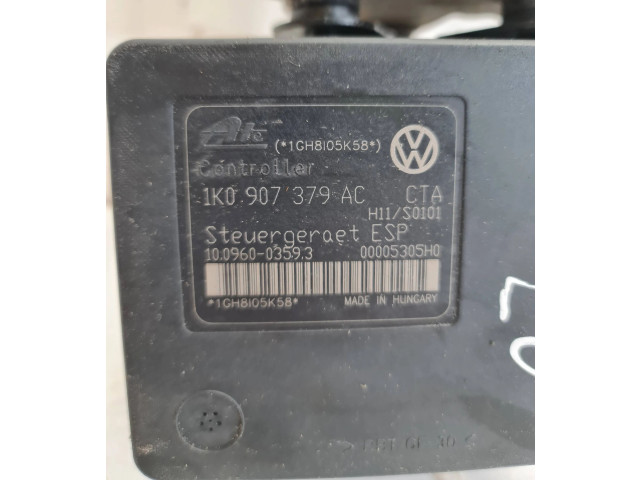 Ate (*1GH8I05K58*)
Controller
1K0 907 379 AC CTA
H11/S0101
Steuergeraet ESP
10.0960-0359.3 00005305H0
*1GH8I05K58* MADE IN HUNGARY